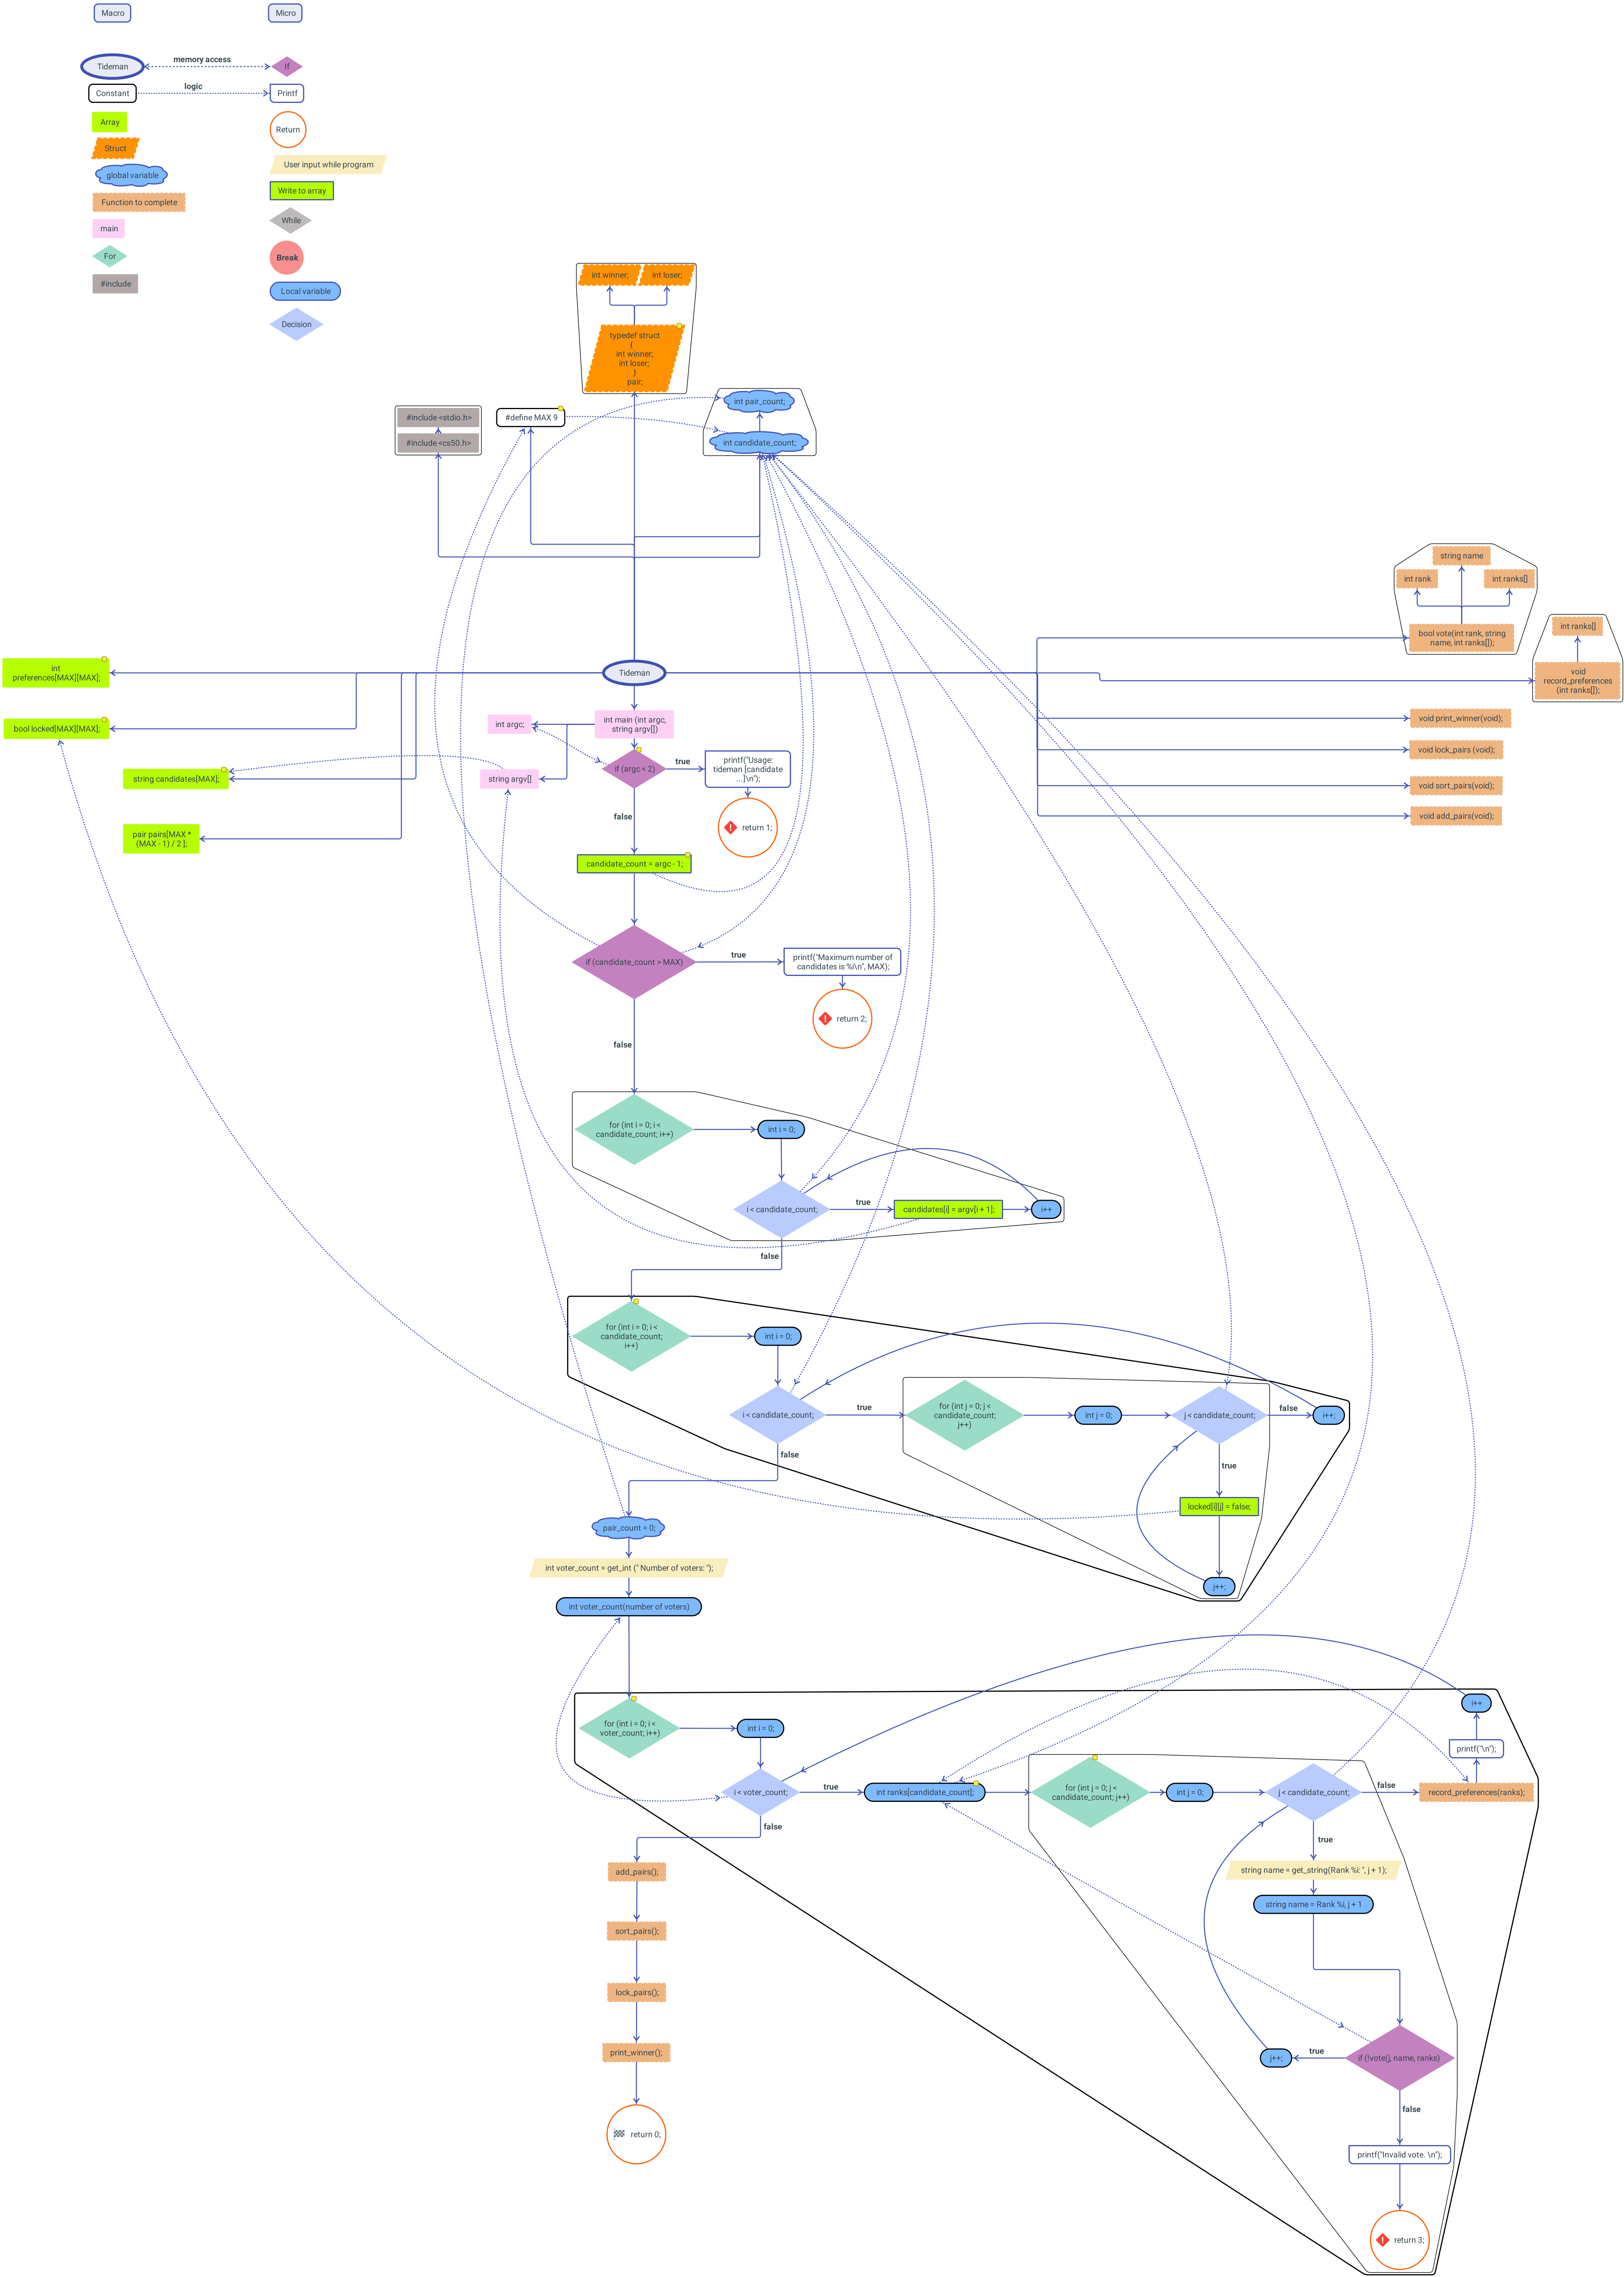 Macro
Micro
Tideman
memory access
If
Constant
logic
Printf
Array
Return
Struct
User input while program
global variable
Write to array
Function to complete
While
main
For
Break
#include
Local variable
Decision
int winner;
int loser;
typedef struct
{
int winner;
int loser;
}
pair;
int pair_count;
#include <stdio.h>
#define MAX 9
#include <cs50.h>
int candidate_count;
string name
int rank
int ranks[]
bool vote(int rank, string
name, int ranks[]);
int ranks[]
void
record_preferences
(int ranks[]);
int
preferences[MAX][MAX];
Tideman
bool locked[MAX][MAX];
int argc;
int main (int argc,
string argv[])
void print_winner(void);
void lock_pairs (void);
string candidates[MAX];
string argv[]
if (argc < 2)
true
printf("Usage:
tideman [candidate
...]\n");
void sort_pairs(void);
void add_pairs(void);
false
return 1;
pair pairs[MAX *
(MAX - 1) / 2 ];
candidate_count = argc - 1;
if (candidate_count > MAX)
true
printf("Maximum number of
candidates is %i\n", MAX);
return 2;
false
for (int i = 0; i <
candidate_count; i++)
int i = 0;
i < candidate_count;
true
candidates[i] = argv[i + 1];
i++
false
for (int i = 0; i <
candidate_count;
i++)
int i = 0;
i < candidate_count;
true
for (int j = 0; j <
candidate_count;
j++)
int j = 0;
j < candidate_count;
false
i++;
false
true
locked[i][j] = false;
pair_count = 0;
int voter_count = get_int (" Number of voters: ");
j++;
int voter_count(number of voters)
i++
for (int i = 0; i <
voter_count; i++)
int i = 0;
printf("\n");
i < voter_count;
true
int ranks[candidate_count];
for (int j = 0; j <
candidate_count; j++)
int j = 0;
j < candidate_count;
false
record_preferences(ranks);
false
true
add_pairs();
string name = get_string(Rank %i: ", j + 1);
string name = Rank %i, j + 1
sort_pairs();
lock_pairs();
print_winner();
j++;
true
if (!vote(j, name, ranks)
false
return 0;
printf("Invalid vote. \n");
return 3;